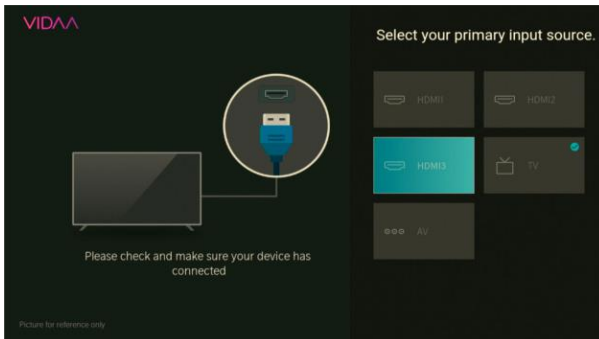 VIDAA
Select your primary input source.
HDMI1
HDMI2
HDMI3
TV
AV
Please check and make sure your device has
connected
Picture for reference only